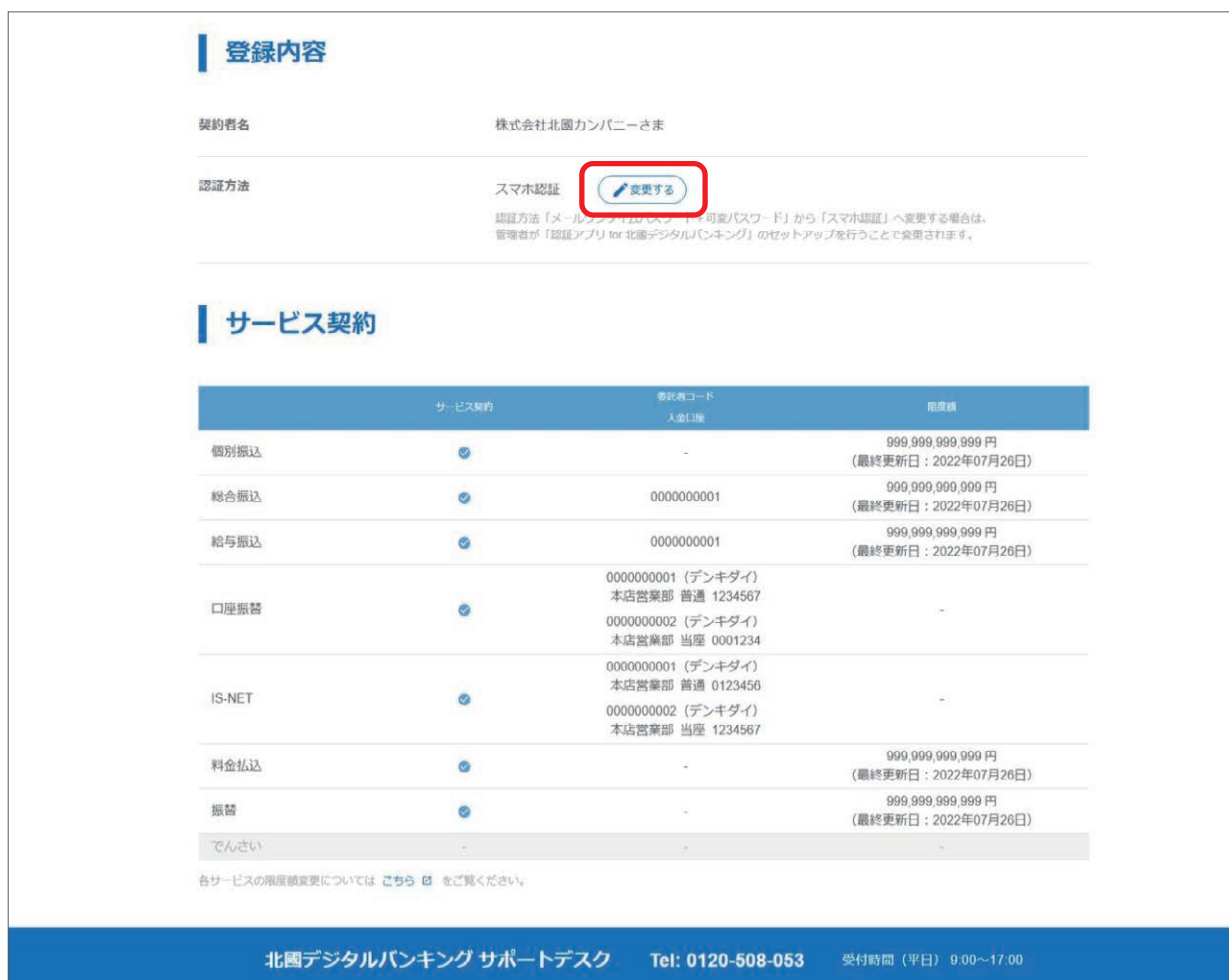 登録内容
契約者名 株式会社北國カンパニーさま
認証方法 スマホ認証 変更する
認証方法「メールワンタイムパスワード+可変パスワード」から「スマホ認証」へ変更する場合は、
管理者が「認証アプリ for 北國デジタルバンキング」のセットアップを行うことで変更されます。
サービス契約
サービス契約 委託者コード 入金口座 限度額
個別振込 - 999,999,999,999 円
(最終更新日:2022年07月26日)
総合振込 0000000001 999,999,999,999 円
(最終更新日:2022年07月26日)
給与振込 0000000001 999,999,999,999 円
(最終更新日:2022年07月26日)
口座振替 0000000001(デンキダイ) -
本店営業部 普通 1234567
0000000002(デンキダイ)
本店営業部 当座 0001234
IS-NET 0000000001(デンキダイ) -
本店営業部 普通 0123456
0000000002(デンキダイ)
本店営業部 当座 1234567
料金払込 - 999,999,999,999 円
(最終更新日:2022年07月26日)
振替 - 999,999,999,999 円
(最終更新日:2022年07月26日)
でんさい - - -
各サービスの限度額変更については こちら をご覧ください。
北國デジタルバンキング サポートデスク Tel: 0120-508-053 受付時間(平日) 9:00~17:00